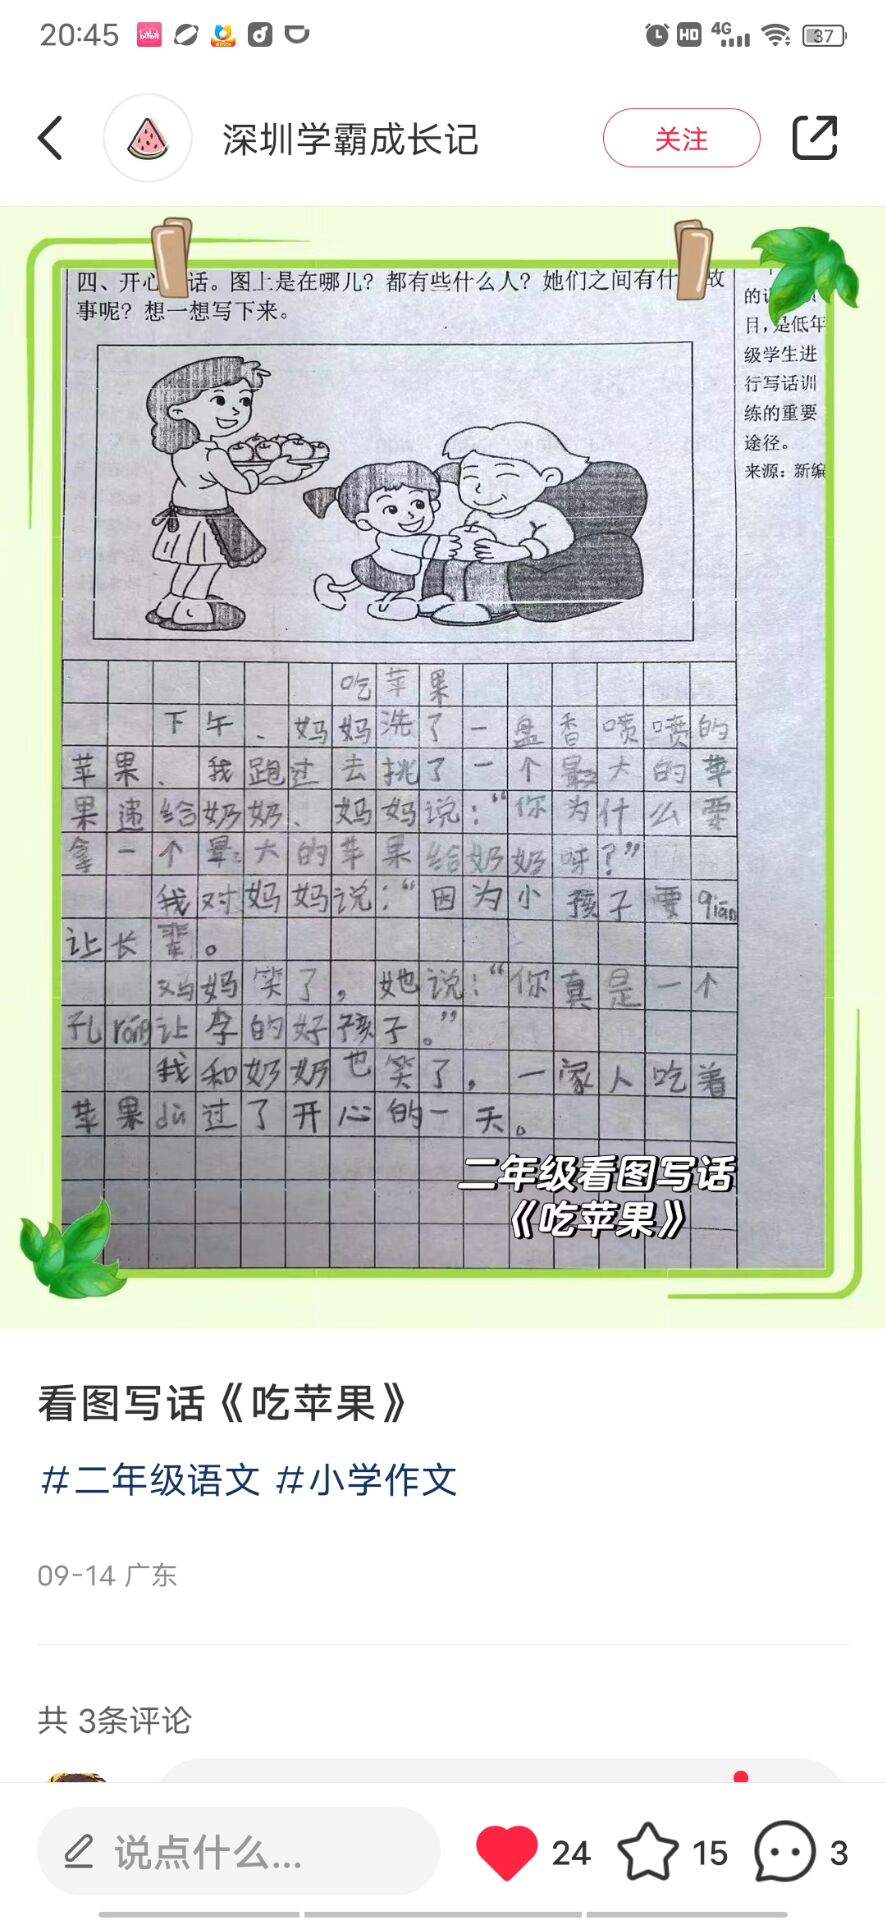 20:45
HD 4G 37
深圳学霸成长记
关注
四、开心 话。图上是在哪儿？都有些什么人？她们之间有什 故
事呢？想一想写下来。
的
目，是低年
级学生进
行写话训
练的重要
途径。
来源：新编
吃苹果
下午、妈妈洗了一盘香喷喷的
苹果、我跑过去挑了一个最大的苹
果递给奶奶、妈妈说：“你为什么要
拿一个最大的苹果给奶奶呀？”
我对妈妈说：“因为小孩子要qiān
让长辈。
妈妈笑了，她说：“你真是一个
孔róng让李的好孩子。”
我和奶奶也笑了，一家人吃着
苹果dù过了开心的一天。
二年级看图写话
《吃苹果》
看图写话《吃苹果》
#二年级语文 #小学作文
09-14 广东
共 3条评论
说点什么...
24
15
3